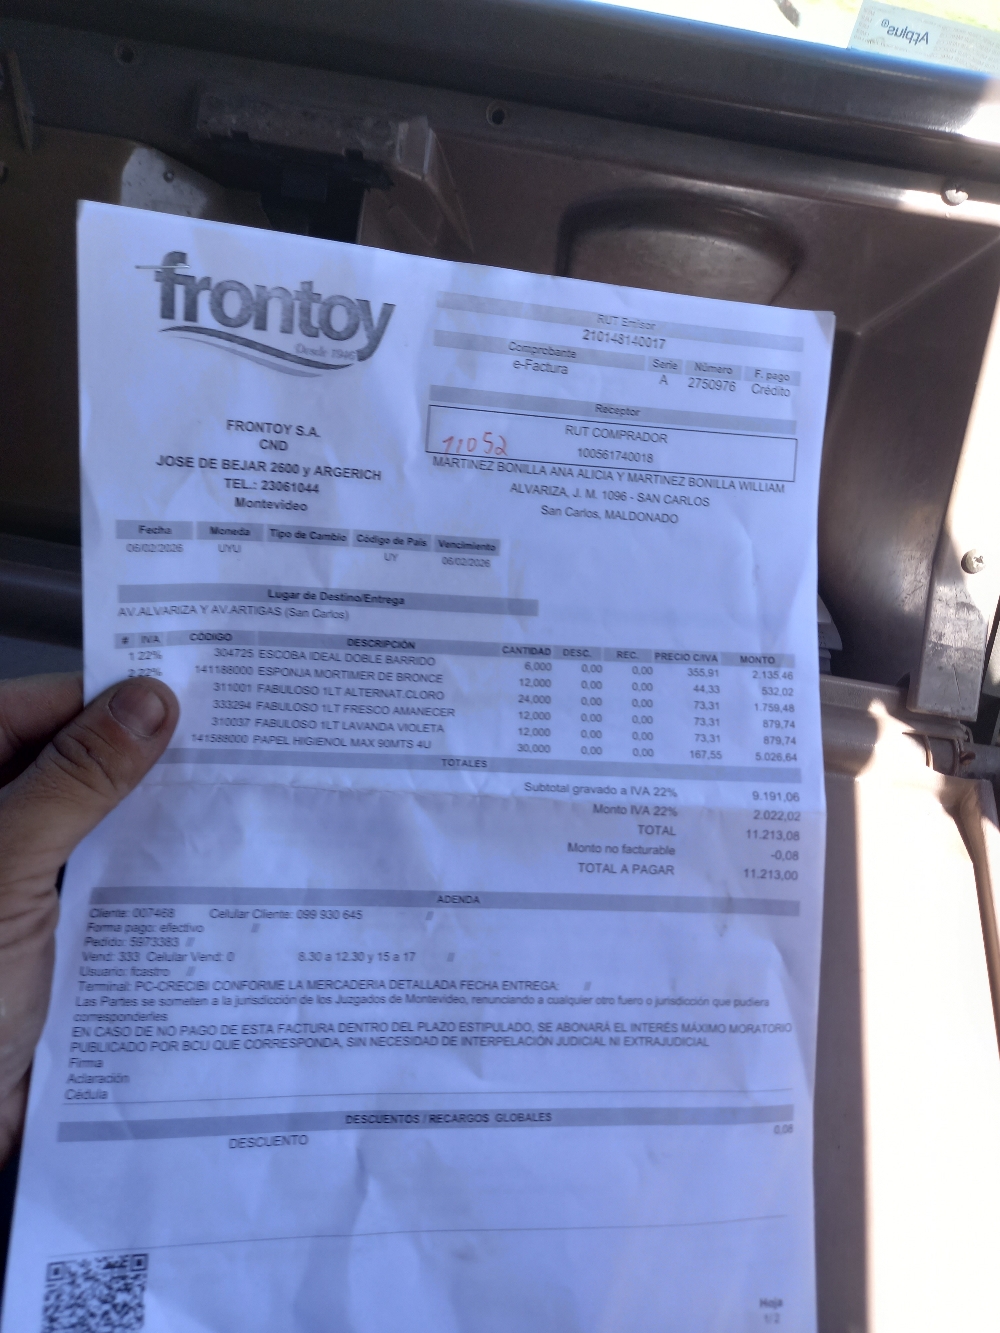 Atplus®
frontoy
Desde 1946
RUT Emisor
210148140017
Comprobante Serie Número F. pago
e-Factura A 2750976 Crédito
Receptor
RUT COMPRADOR
100561740018
11052
MARTINEZ BONILLA ANA ALICIA Y MARTINEZ BONILLA WILLIAM
ALVARIZA, J. M. 1096 - SAN CARLOS
San Carlos, MALDONADO
FRONTOY S.A.
CND
JOSE DE BEJAR 2600 y ARGERICH
TEL.: 23061044
Montevideo
Fecha Moneda Tipo de Cambio Código de País Vencimiento
06/02/2026 UYU UY 06/02/2026
Lugar de Destino/Entrega
AV.ALVARIZA Y AV.ARTIGAS (San Carlos)
# IVA CÓDIGO DESCRIPCIÓN CANTIDAD DESC. REC. PRECIO C/IVA MONTO
1 22% 304725 ESCOBA IDEAL DOBLE BARRIDO 6,000 0,00 0,00 355,91 2.135,46
2 22% 141188000 ESPONJA MORTIMER DE BRONCE 12,000 0,00 0,00 44,33 532,02
311001 FABULOSO 1LT ALTERNAT.CLORO 24,000 0,00 0,00 73,31 1.759,48
333294 FABULOSO 1LT FRESCO AMANECER 12,000 0,00 0,00 73,31 879,74
310037 FABULOSO 1LT LAVANDA VIOLETA 12,000 0,00 0,00 73,31 879,74
141588000 PAPEL HIGIENOL MAX 90MTS 4U 30,000 0,00 0,00 167,55 5.026,64
TOTALES
Subtotal gravado a IVA 22% 9.191,06
Monto IVA 22% 2.022,02
TOTAL 11.213,08
Monto no facturable -0,08
TOTAL A PAGAR 11.213,00
ADENDA
Cliente: 007468 Celular Cliente: 099 930 645 //
Forma pago: efectivo //
Pedido: 5973383 //
Vend: 333 Celular Vend: 0 8.30 a 12.30 y 15 a 17 //
Usuario: fcastro //
Terminal: PC-CRECIBI CONFORME LA MERCADERIA DETALLADA FECHA ENTREGA: //
Las Partes se someten a la jurisdicción de los Juzgados de Montevideo, renunciando a cualquier otro fuero o jurisdicción que pudiera
corresponderles
EN CASO DE NO PAGO DE ESTA FACTURA DENTRO DEL PLAZO ESTIPULADO, SE ABONARÁ EL INTERÉS MÁXIMO MORATORIO
PUBLICADO POR BCU QUE CORRESPONDA, SIN NECESIDAD DE INTERPELACIÓN JUDICIAL NI EXTRAJUDICIAL
Firma
Aclaración
Cédula
DESCUENTOS / RECARGOS GLOBALES
DESCUENTO 0,08
Hoja
1/2